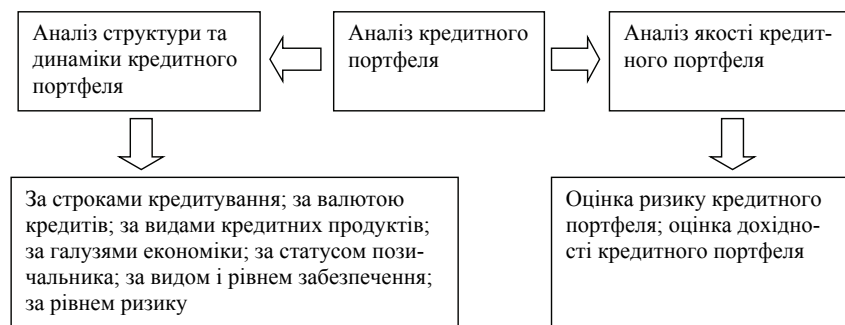 Аналіз структури та
динаміки кредитного
портфеля
Аналіз кредитного
портфеля
Аналіз якості кредит-
ного портфеля
За строками кредитування; за валютою
кредитів; за видами кредитних продуктів;
за галузями економіки; за статусом пози-
чальника; за видом і рівнем забезпечення;
за рівнем ризику
Оцінка ризику кредитного
портфеля; оцінка дохідно-
сті кредитного портфеля